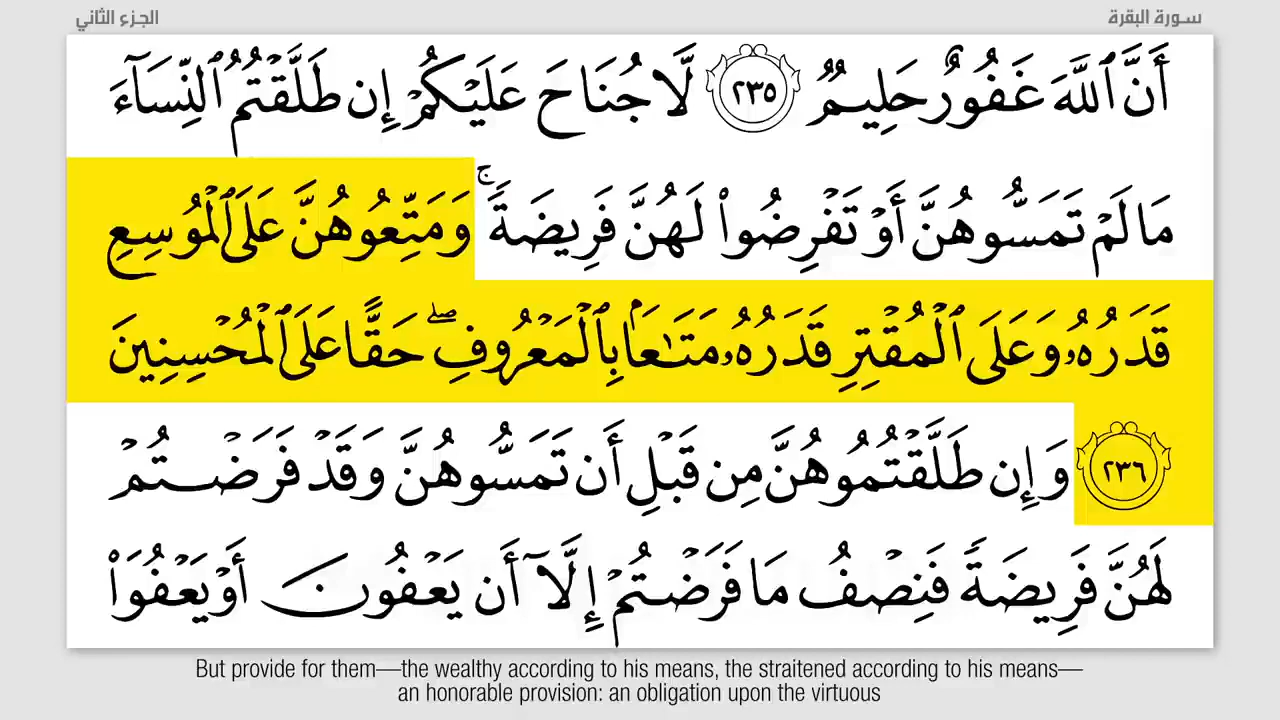 سورة البقرة
الجزء الثاني
أَنَّ ٱللَّهَ غَفُورٌ حَلِيمٌ ٢٣٥ لَّا جُنَاحَ عَلَيْكُمْ إِن طَلَّقْتُمُ ٱلنِّسَآءَ
مَا لَمْ تَمَسُّوهُنَّ أَوْ تَفْرِضُوا۟ لَهُنَّ فَرِيضَةً ۚ وَمَتِّعُوهُنَّ عَلَى ٱلْمُوسِعِ
قَدَرُهُۥ وَعَلَى ٱلْمُقْتِرِ قَدَرُهُۥ مَتَـٰعًۢا بِٱلْمَعْرُوفِ ۖ حَقًّا عَلَى ٱلْمُحْسِنِينَ
٢٣٦ وَإِن طَلَّقْتُمُوهُنَّ مِن قَبْلِ أَن تَمَسُّوهُنَّ وَقَدْ فَرَضْتُمْ
لَهُنَّ فَرِيضَةً فَنِصْفُ مَا فَرَضْتُمْ إِلَّآ أَن يَعْفُونَ أَوْ يَعْفُوَا۟
But provide for them—the wealthy according to his means, the straitened according to his means—
an honorable provision: an obligation upon the virtuous